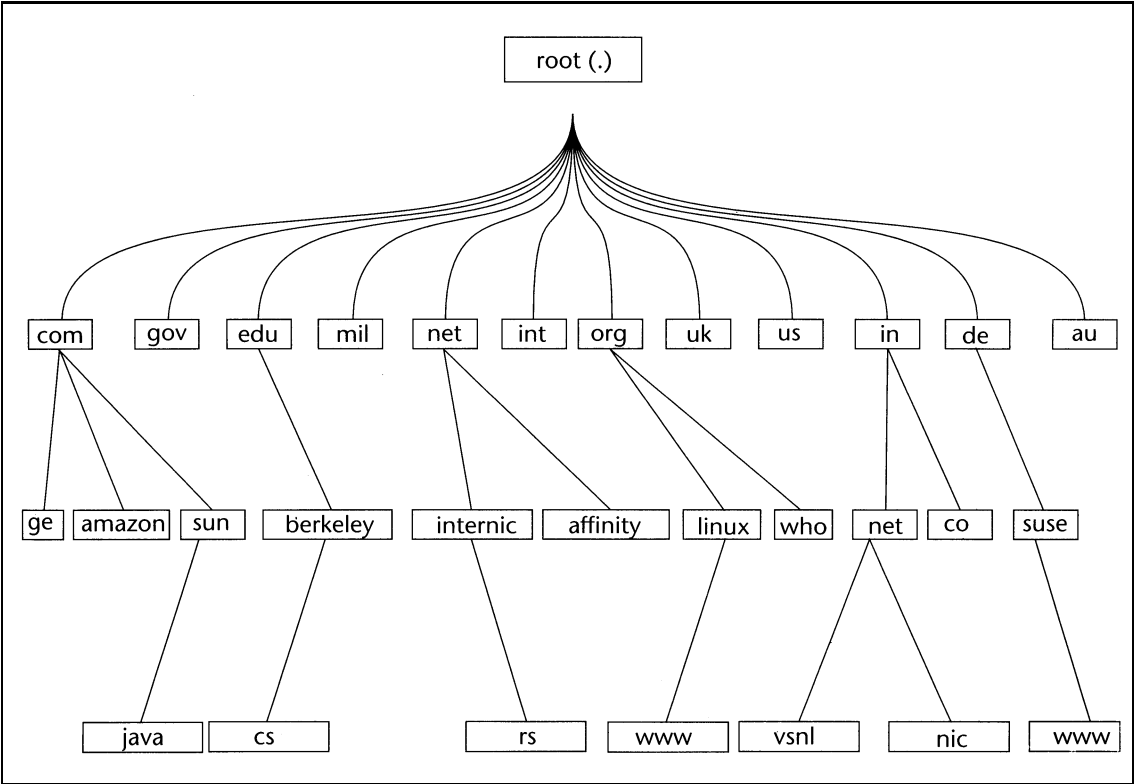 root (.)
com gov edu mil net int org uk us in de au
ge amazon sun berkeley internic affinity linux who net co suse
java cs rs www vsnl nic www